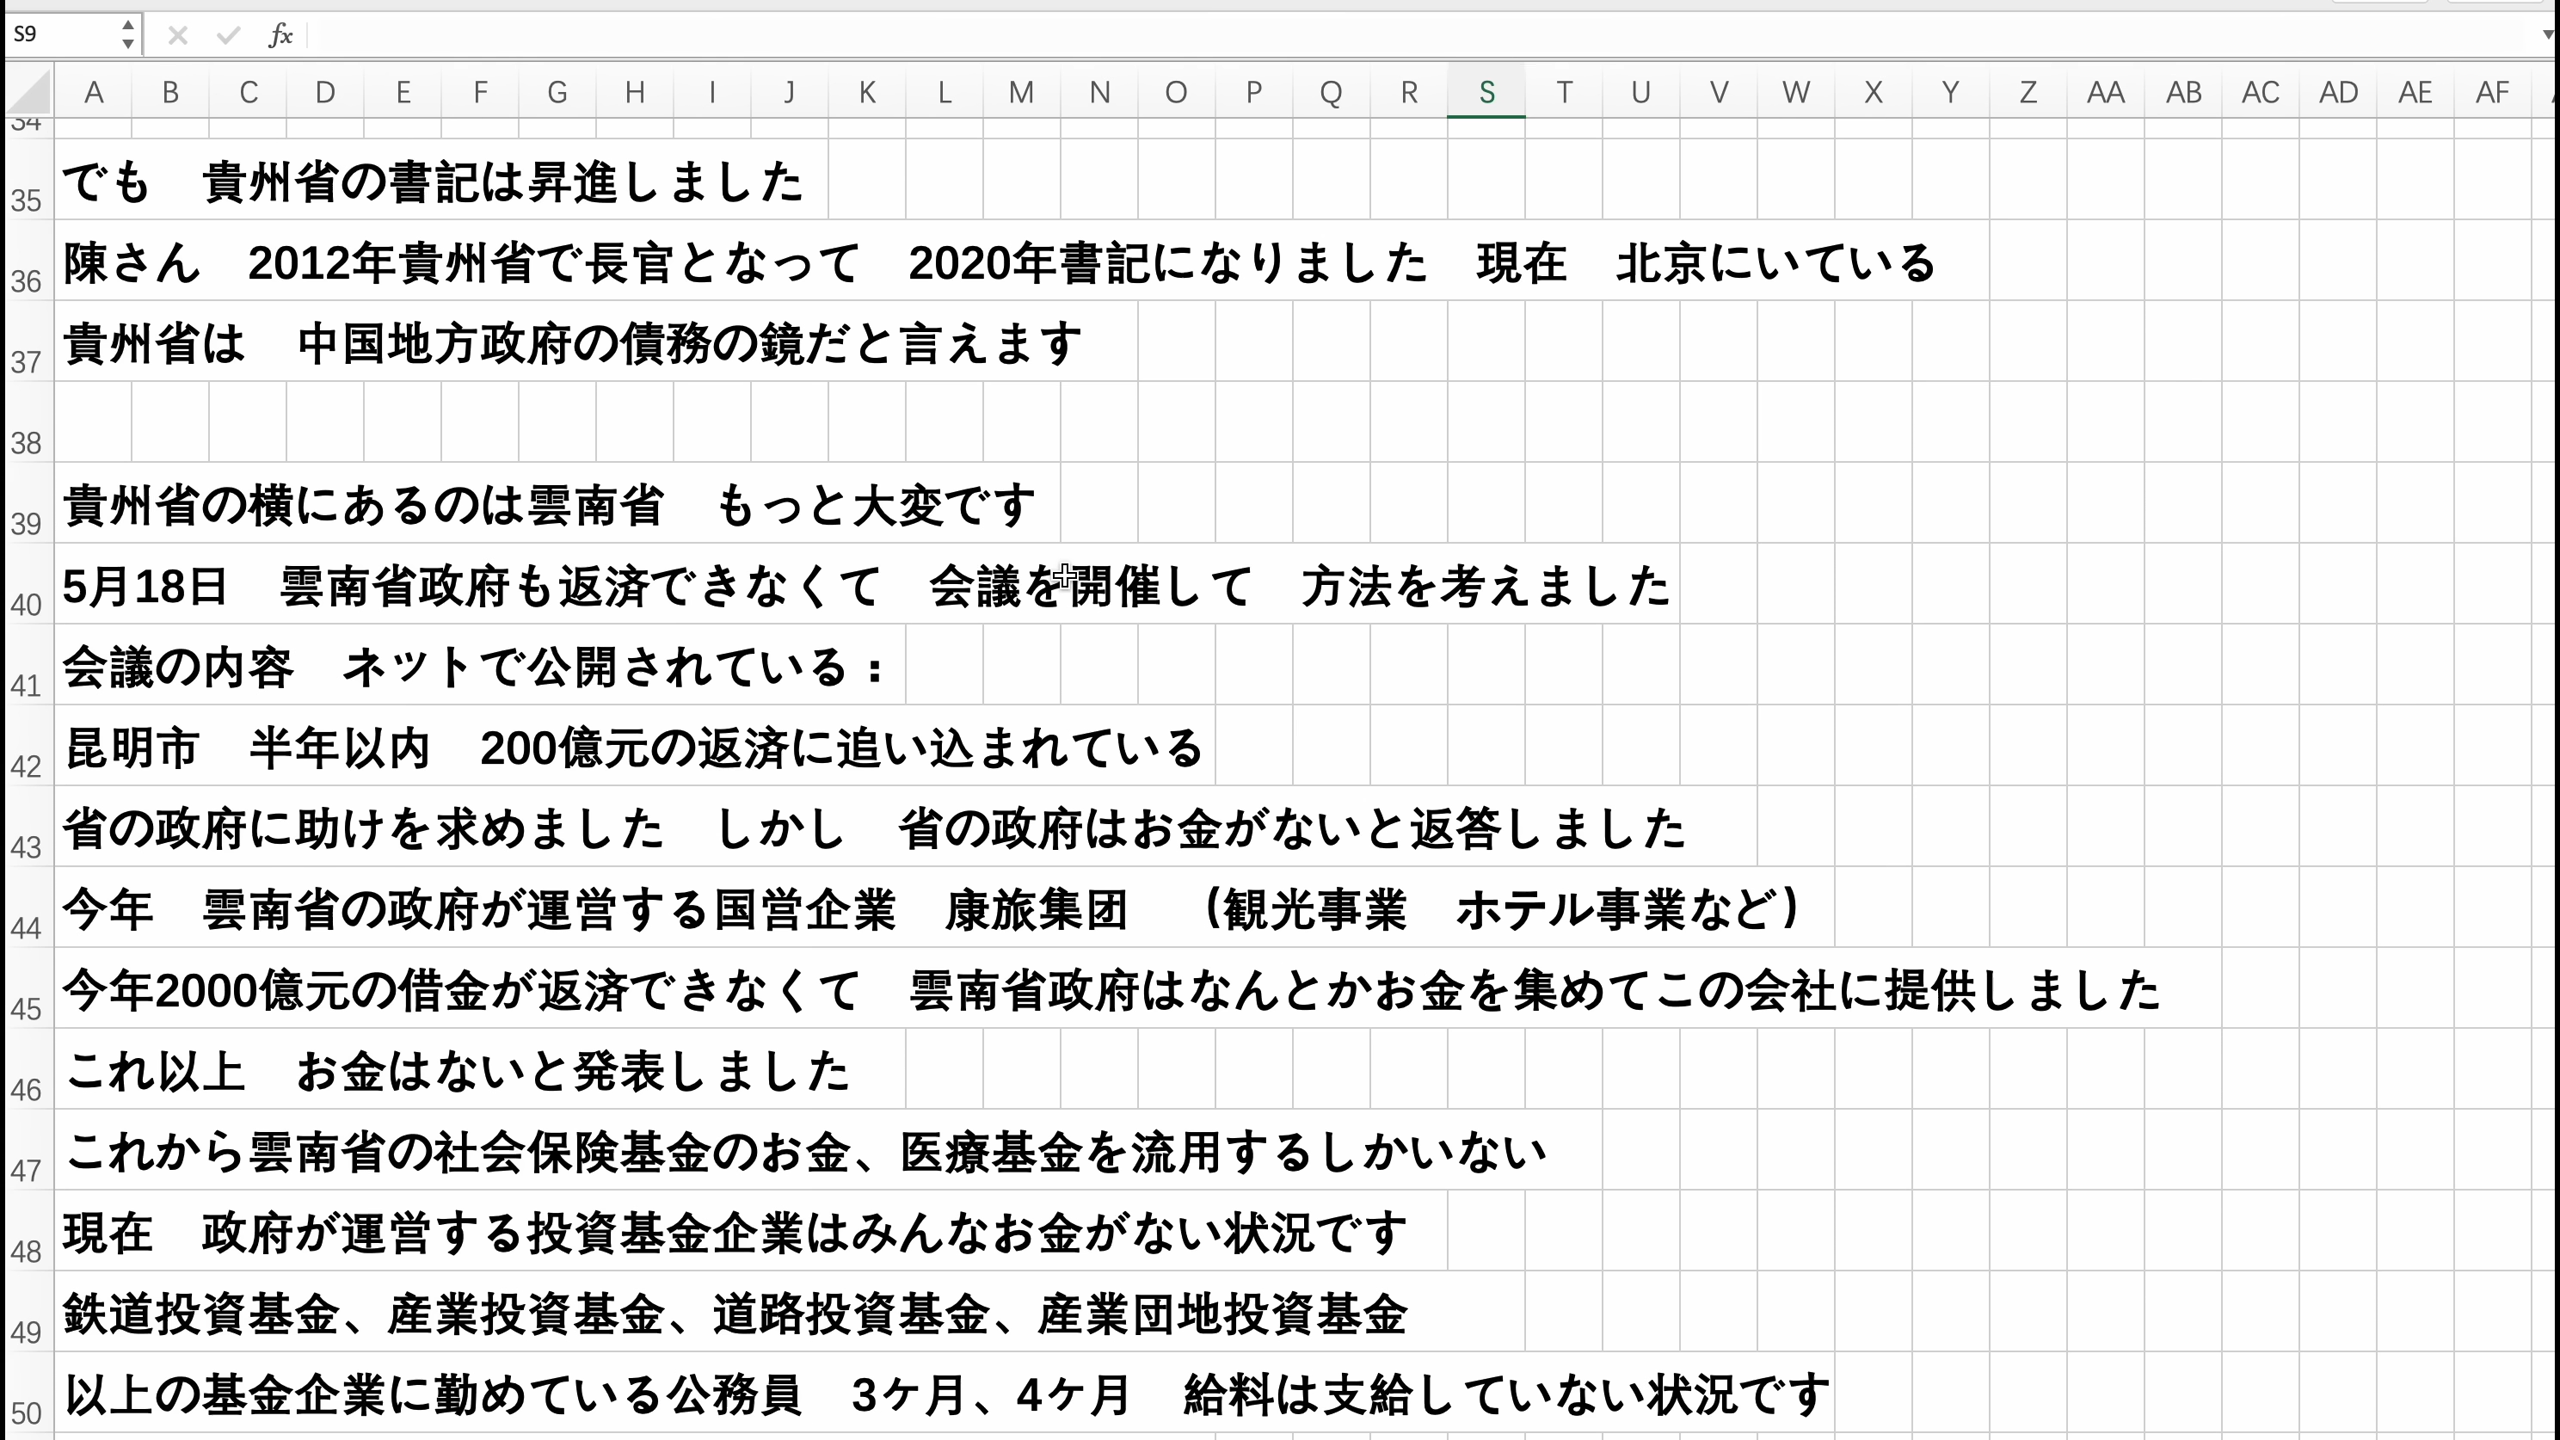 S9 fx
A B C D E F G H I J K L M N O P Q R S T U V W X Y Z AA AB AC AD AE AF
34
35 でも　貴州省の書記は昇進しました
36 陳さん　2012年貴州省で長官となって　2020年書記になりました　現在　北京にいている
37 貴州省は　中国地方政府の債務の鏡だと言えます
38
39 貴州省の横にあるのは雲南省　もっと大変です
40 5月18日　雲南省政府も返済できなくて　会議を開催して　方法を考えました
41 会議の内容　ネットで公開されている：
42 昆明市　半年以内　200億元の返済に追い込まれている
43 省の政府に助けを求めました　しかし　省の政府はお金がないと返答しました
44 今年　雲南省の政府が運営する国営企業　康旅集団　（観光事業　ホテル事業など）
45 今年2000億元の借金が返済できなくて　雲南省政府はなんとかお金を集めてこの会社に提供しました
46 これ以上　お金はないと発表しました
47 これから雲南省の社会保険基金のお金、医療基金を流用するしかいない
48 現在　政府が運営する投資基金企業はみんなお金がない状況です
49 鉄道投資基金、産業投資基金、道路投資基金、産業団地投資基金
50 以上の基金企業に勤めている公務員　3ケ月、4ケ月　給料は支給していない状況です